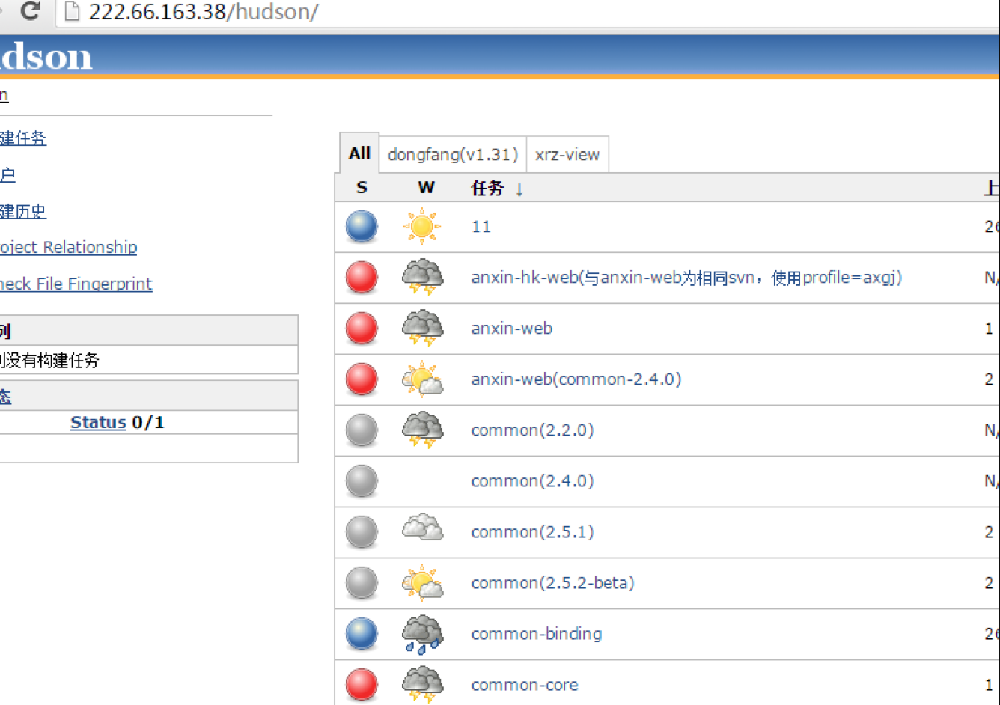 222.66.163.38/hudson/
dson
n
建任务
户
建历史
oject Relationship
heck File Fingerprint
列
没有构建任务
态
Status 0/1
All dongfang(v1.31) xrz-view
S W 任务 ↓ 上
11 26
anxin-hk-web(与anxin-web为相同svn，使用profile=axgj) N/
anxin-web 1
anxin-web(common-2.4.0) 2
common(2.2.0) N/
common(2.4.0) N/
common(2.5.1) 2
common(2.5.2-beta) 2
common-binding 26
common-core 1